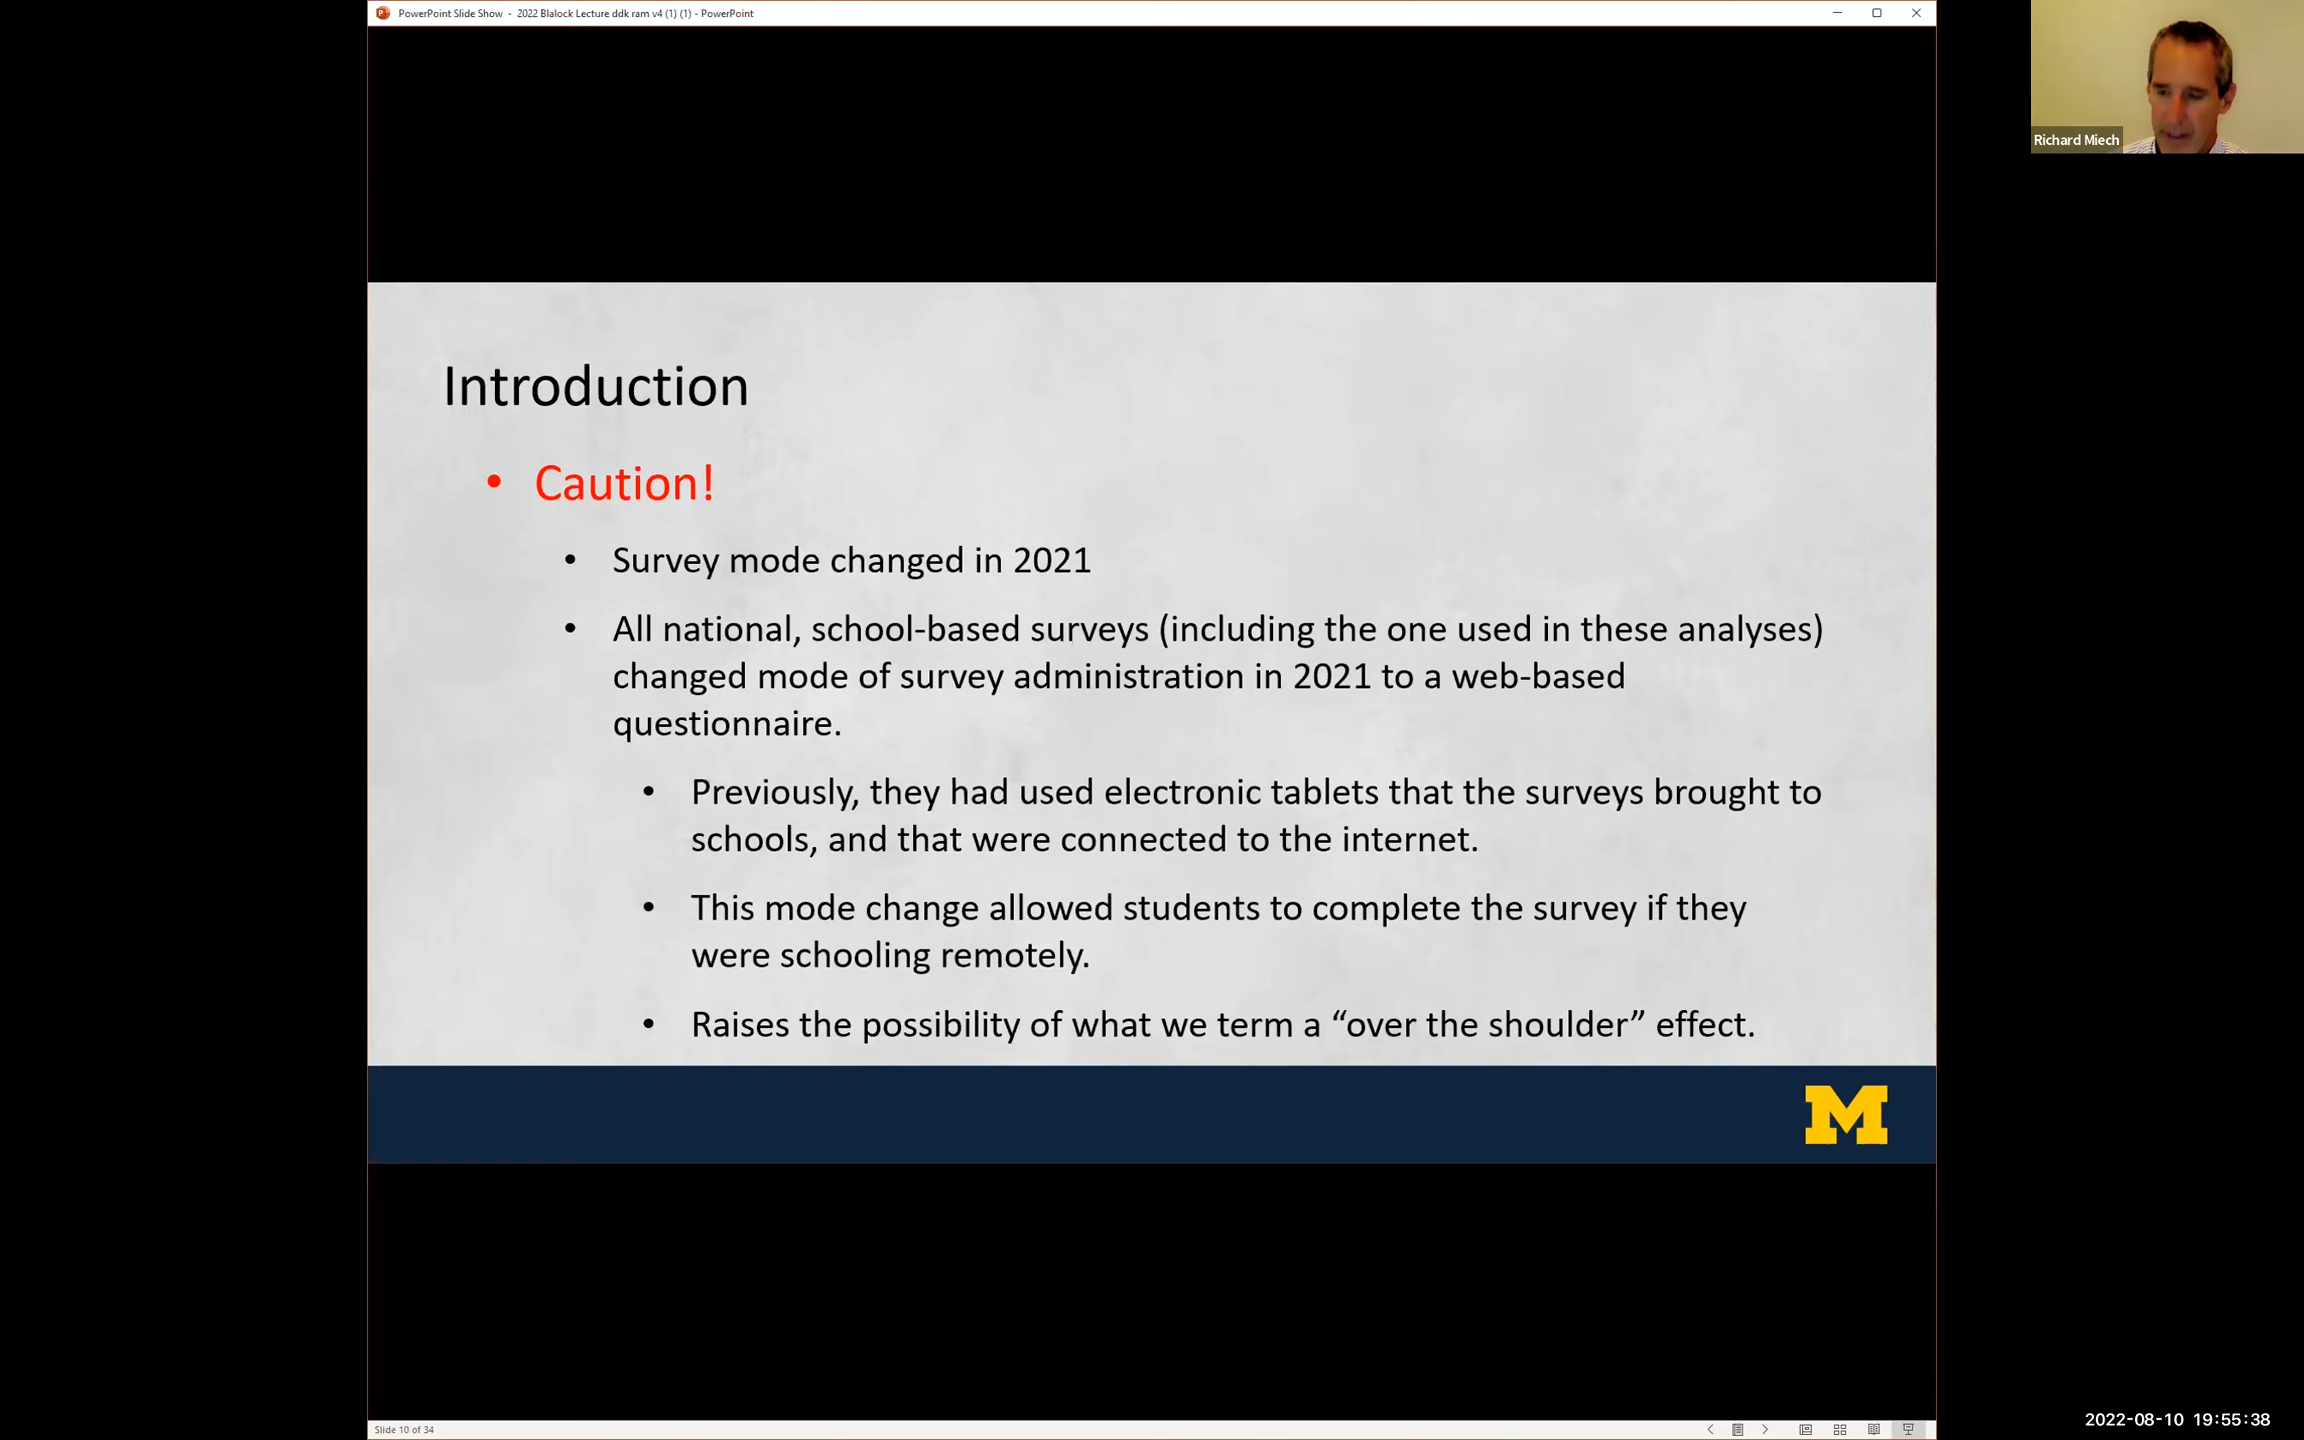 PowerPoint Slide Show - 2022 Blalock Lecture ddk ram v4 (1) (1) - PowerPoint
Richard Miech
Introduction
• Caution!
• Survey mode changed in 2021
• All national, school-based surveys (including the one used in these analyses)
changed mode of survey administration in 2021 to a web-based
questionnaire.
• Previously, they had used electronic tablets that the surveys brought to
schools, and that were connected to the internet.
• This mode change allowed students to complete the survey if they
were schooling remotely.
• Raises the possibility of what we term a “over the shoulder” effect.
M
Slide 10 of 34
2022-08-10 19:55:38